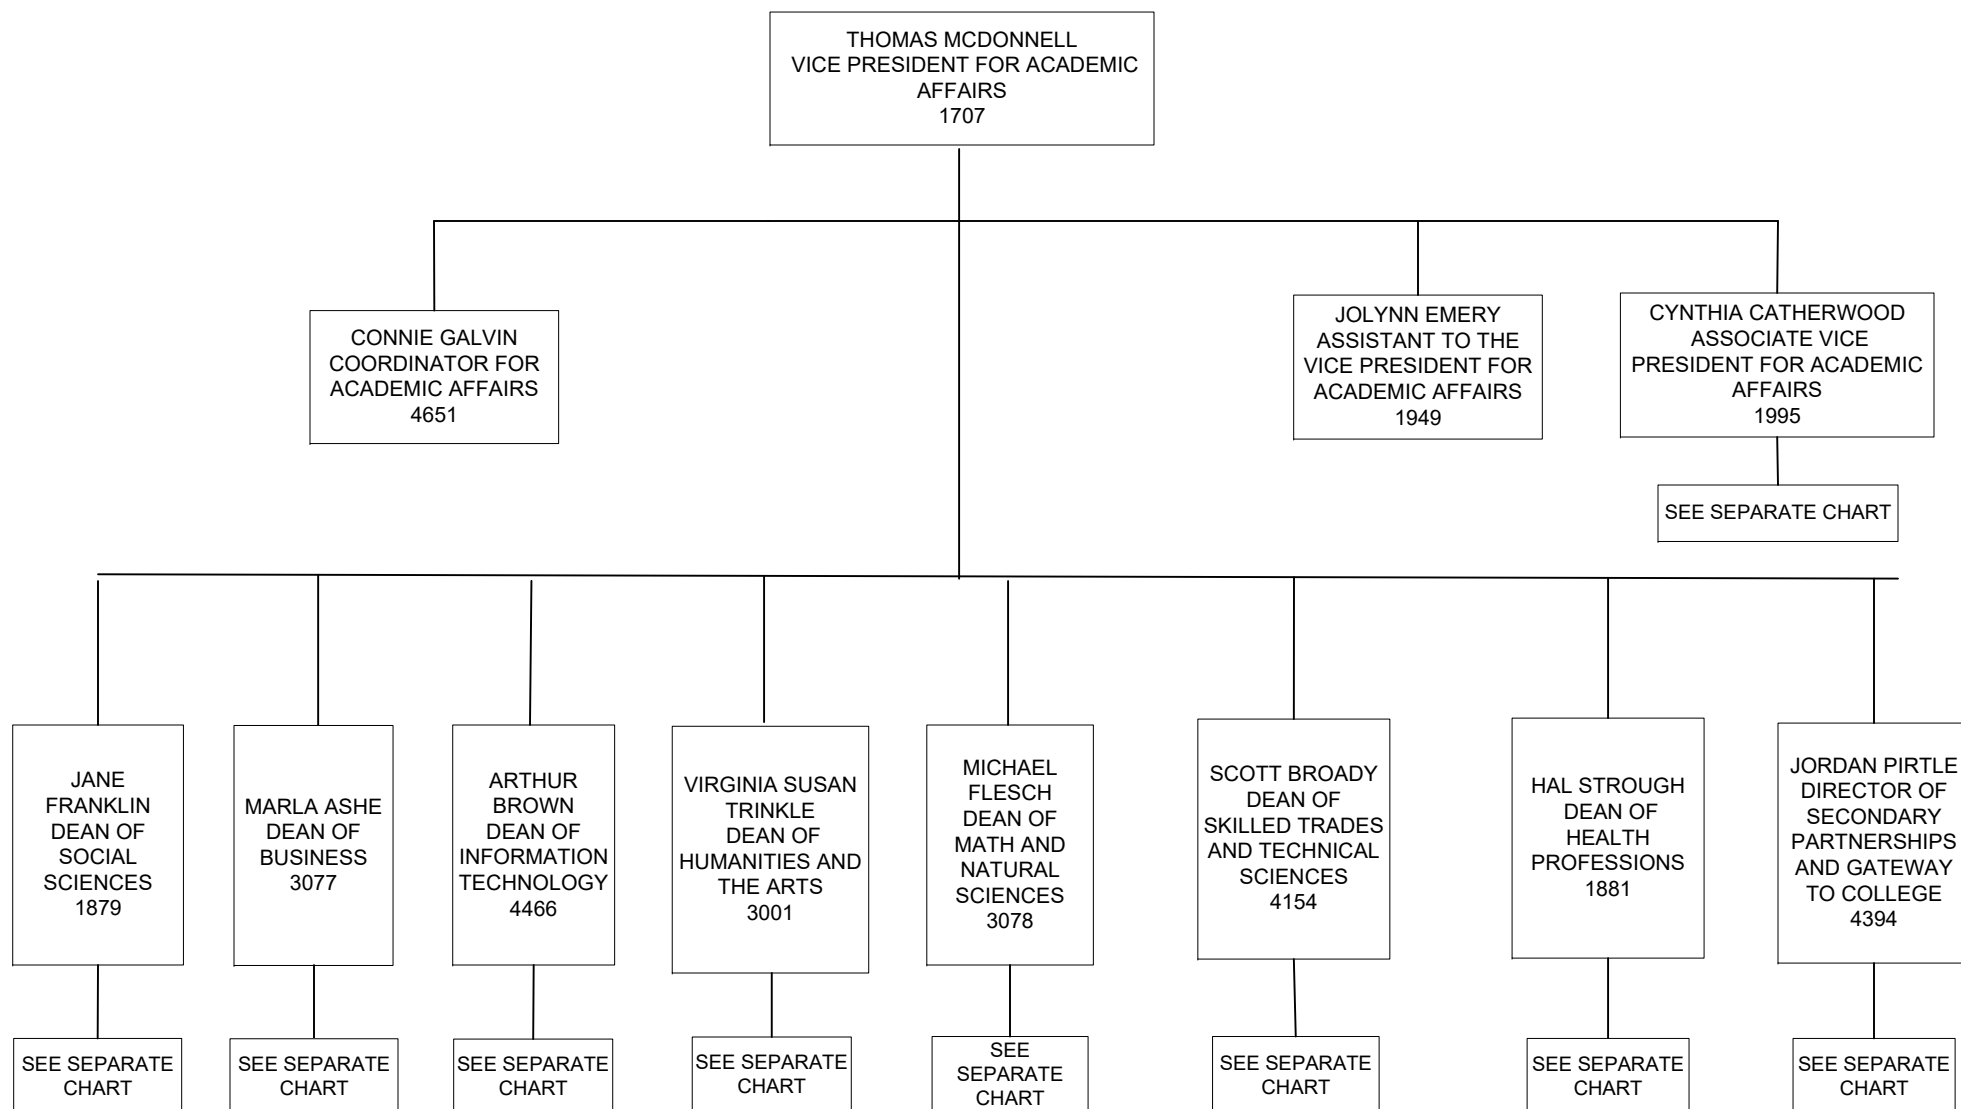 THOMAS MCDONNELL
VICE PRESIDENT FOR ACADEMIC
AFFAIRS
1707
CONNIE GALVIN
COORDINATOR FOR
ACADEMIC AFFAIRS
4651
JOLYNN EMERY
ASSISTANT TO THE
VICE PRESIDENT FOR
ACADEMIC AFFAIRS
1949
CYNTHIA CATHERWOOD
ASSOCIATE VICE
PRESIDENT FOR ACADEMIC
AFFAIRS
1995
SEE SEPARATE CHART
JANE
FRANKLIN
DEAN OF
SOCIAL
SCIENCES
1879
MARLA ASHE
DEAN OF
BUSINESS
3077
ARTHUR
BROWN
DEAN OF
INFORMATION
TECHNOLOGY
4466
VIRGINIA SUSAN
TRINKLE
DEAN OF
HUMANITIES AND
THE ARTS
3001
MICHAEL
FLESCH
DEAN OF
MATH AND
NATURAL
SCIENCES
3078
SCOTT BROADY
DEAN OF
SKILLED TRADES
AND TECHNICAL
SCIENCES
4154
HAL STROUGH
DEAN OF
HEALTH
PROFESSIONS
1881
JORDAN PIRTLE
DIRECTOR OF
SECONDARY
PARTNERSHIPS
AND GATEWAY
TO COLLEGE
4394
SEE SEPARATE
CHART
SEE SEPARATE
CHART
SEE SEPARATE
CHART
SEE SEPARATE
CHART
SEE
SEPARATE
CHART
SEE SEPARATE
CHART
SEE SEPARATE
CHART
SEE SEPARATE
CHART